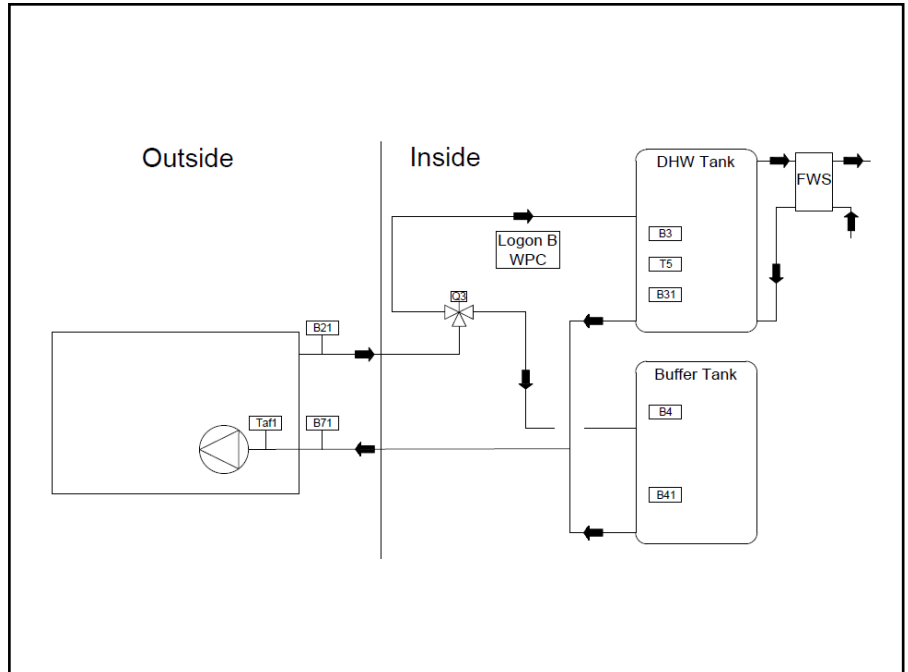 Outside
Inside
DHW Tank
FWS
Logon B
WPC
B3
T5
B31
Q3
B21
Buffer Tank
B4
Taf1
B71
B41